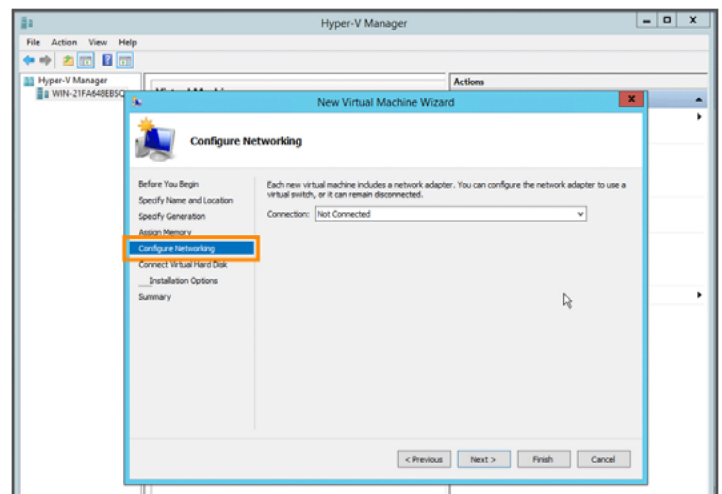 Hyper-V Manager
File Action View Help
Hyper-V Manager
Actions
New Virtual Machine Wizard
Configure Networking
Before You Begin
Specify Name and Location
Specify Generation
Assign Memory
Configure Networking
Connect Virtual Hard Disk
Installation Options
Summary
Each new virtual machine includes a network adapter. You can configure the network adapter to use a
virtual switch, or it can remain disconnected.
Connection: Not Connected
< Previous Next > Finish Cancel